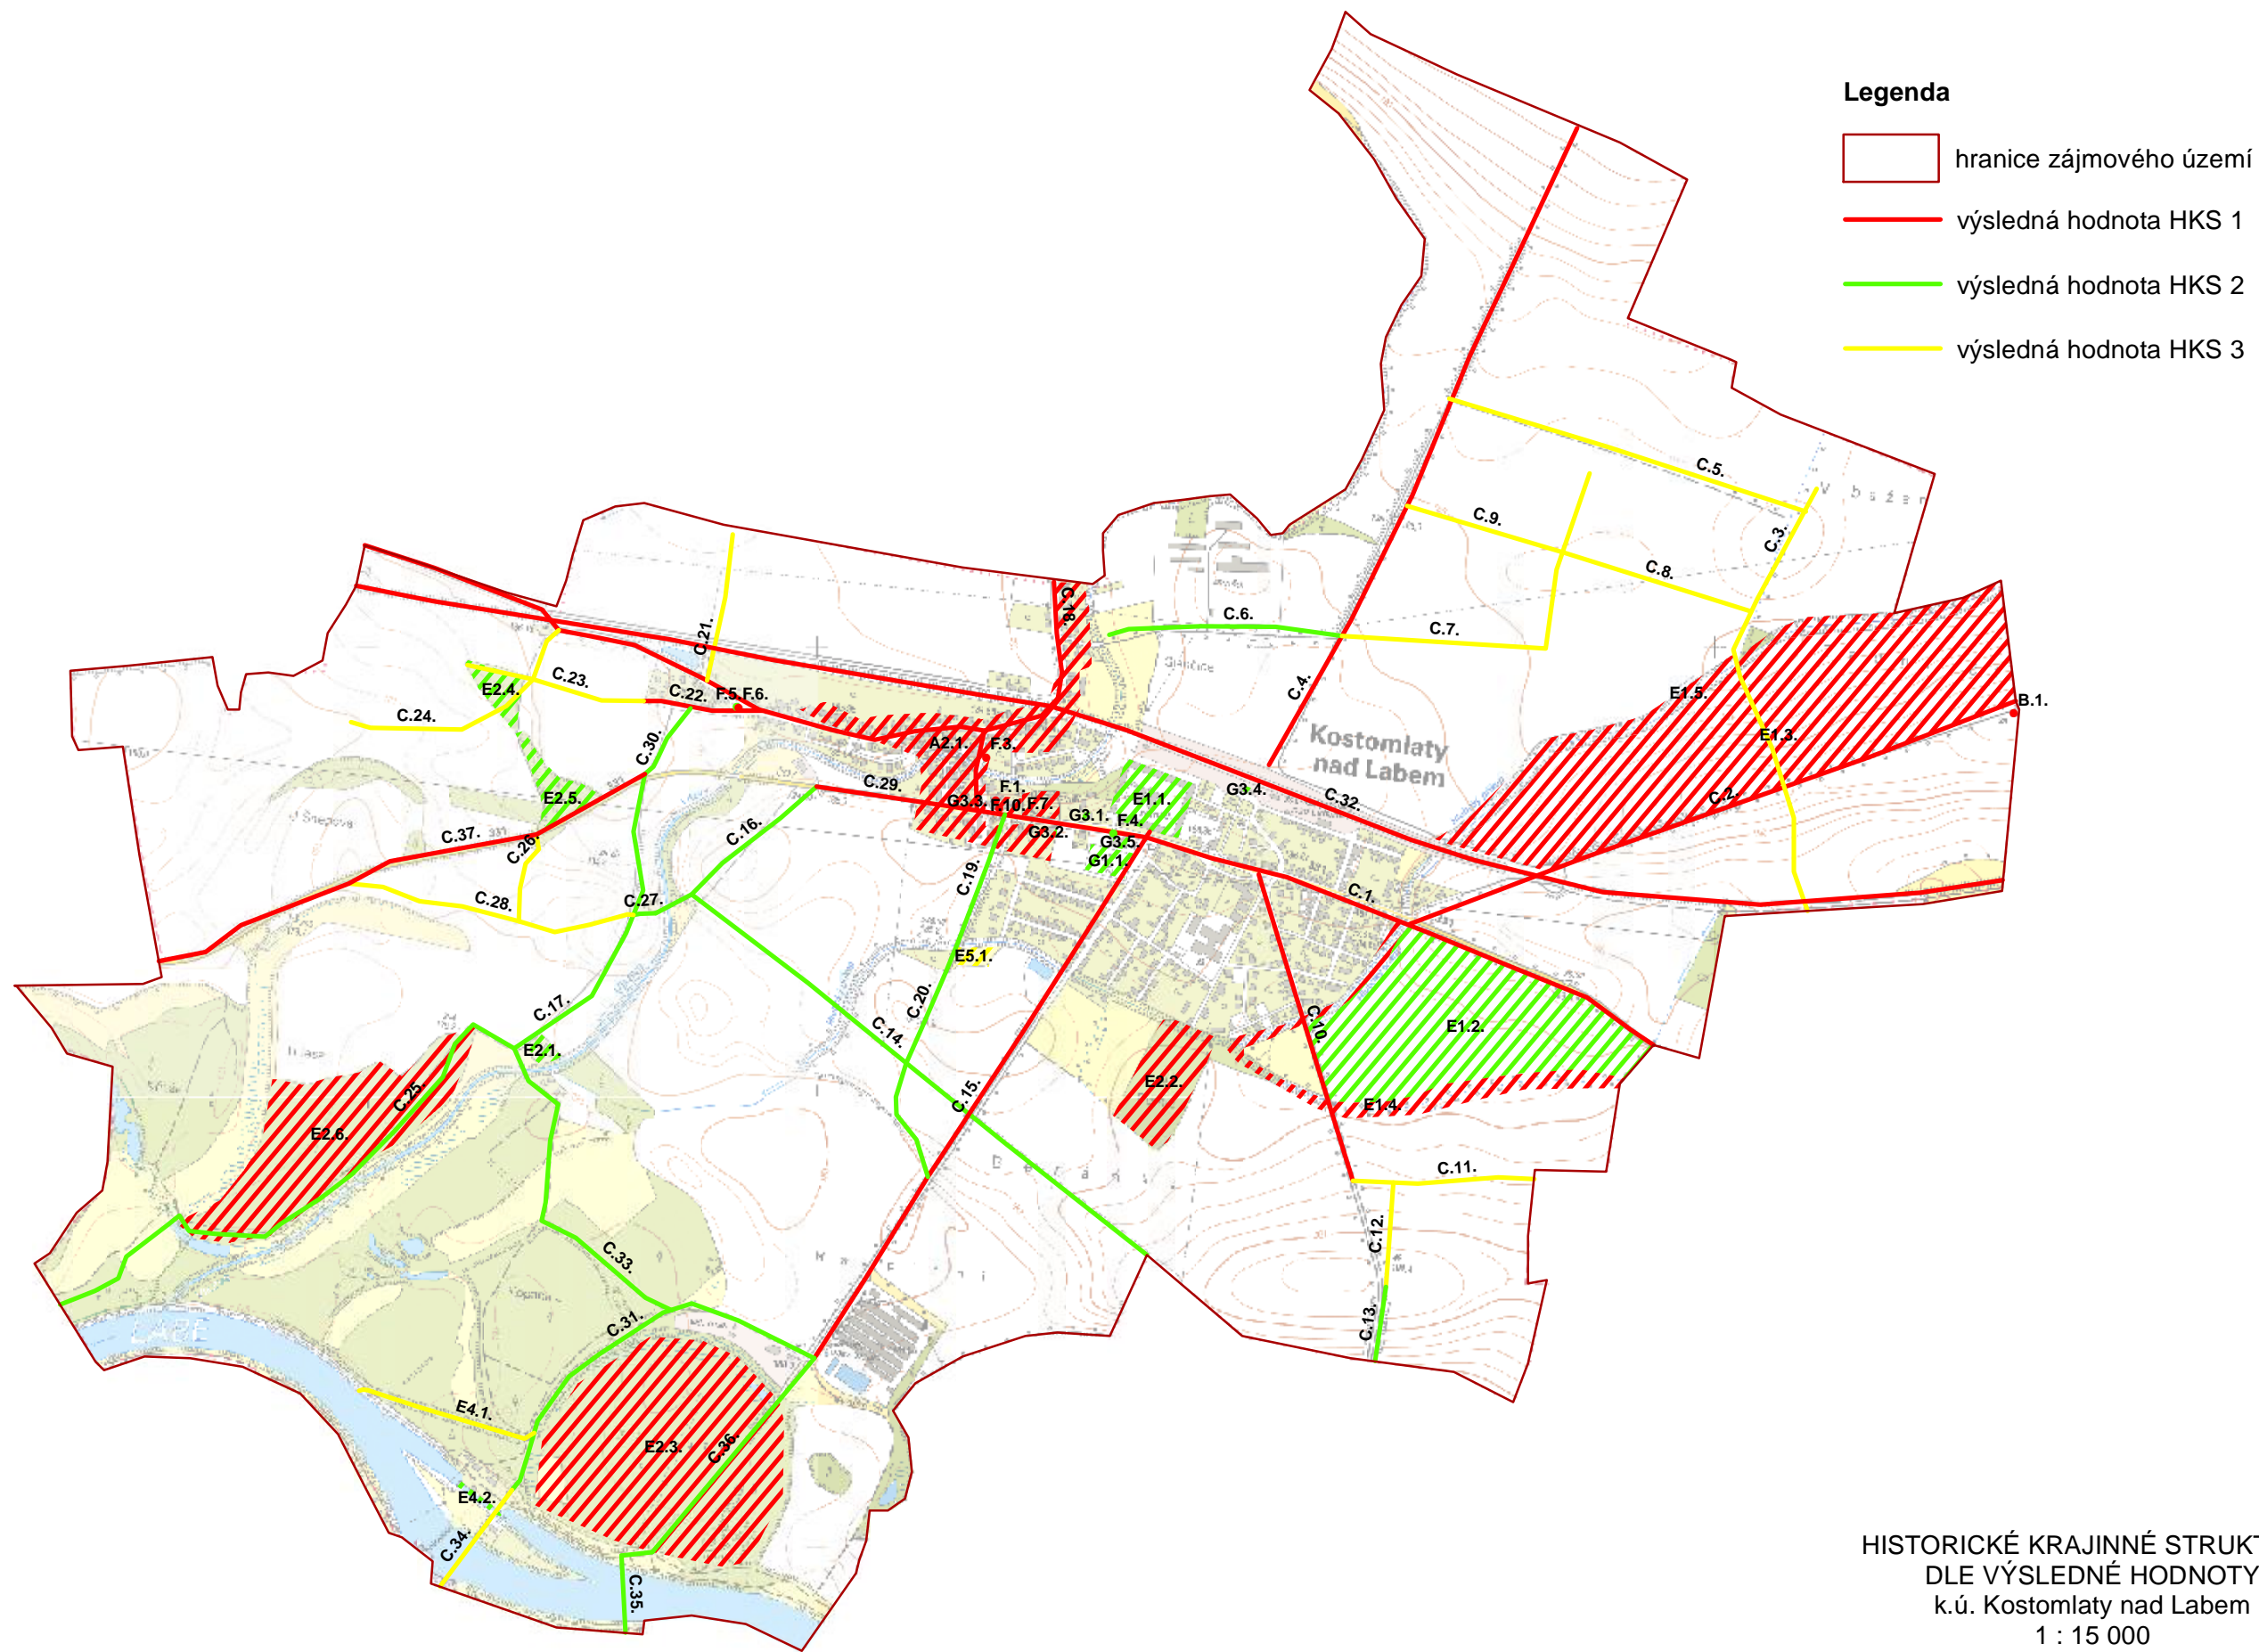 Legenda
hranice zájmového území
výsledná hodnota HKS 1
výsledná hodnota HKS 2
výsledná hodnota HKS 3
C.5.
C.9.
C.3.
C.8.
C.18.
C.6.
C.7.
C.21.
C.4.
E1.5.
B.1.
C.23.
E2.4.
C.22.
F.5.
F.6.
C.24.
C.30.
A2.1.
F.3.
Kostomlaty
nad Labem
E1.3.
C.29.
F.1.
E2.5.
G3.3.
F.10.
F.7.
E1.1.
G3.4.
C.32.
C.2.
C.16.
G3.1.
F.4.
C.37.
C.26.
G3.2.
G3.5.
G1.1.
C.19.
C.28.
C.27.
C.1.
E5.1.
C.20.
C.17.
C.14.
C.10.
E1.2.
E2.1.
C.25.
C.15.
E2.2.
E1.4.
E2.6.
C.11.
C.12.
C.33.
C.31.
C.13.
LABE
E4.1.
E2.3.
C.36.
E4.2.
C.34.
C.35.
HISTORICKÉ KRAJINNÉ STRUKT
DLE VÝSLEDNÉ HODNOTY
k.ú. Kostomlaty nad Labem
1 : 15 000